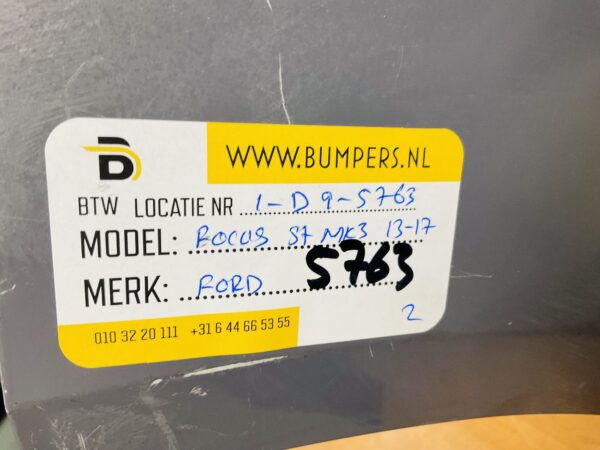 B
WWW.BUMPERS.NL
BTW LOCATIE NR 1-D 9-5763
MODEL: FOCUS ST MK3 13-17
MERK: FORD 5763
010 32 20 111 +31 6 44 66 53 55
2